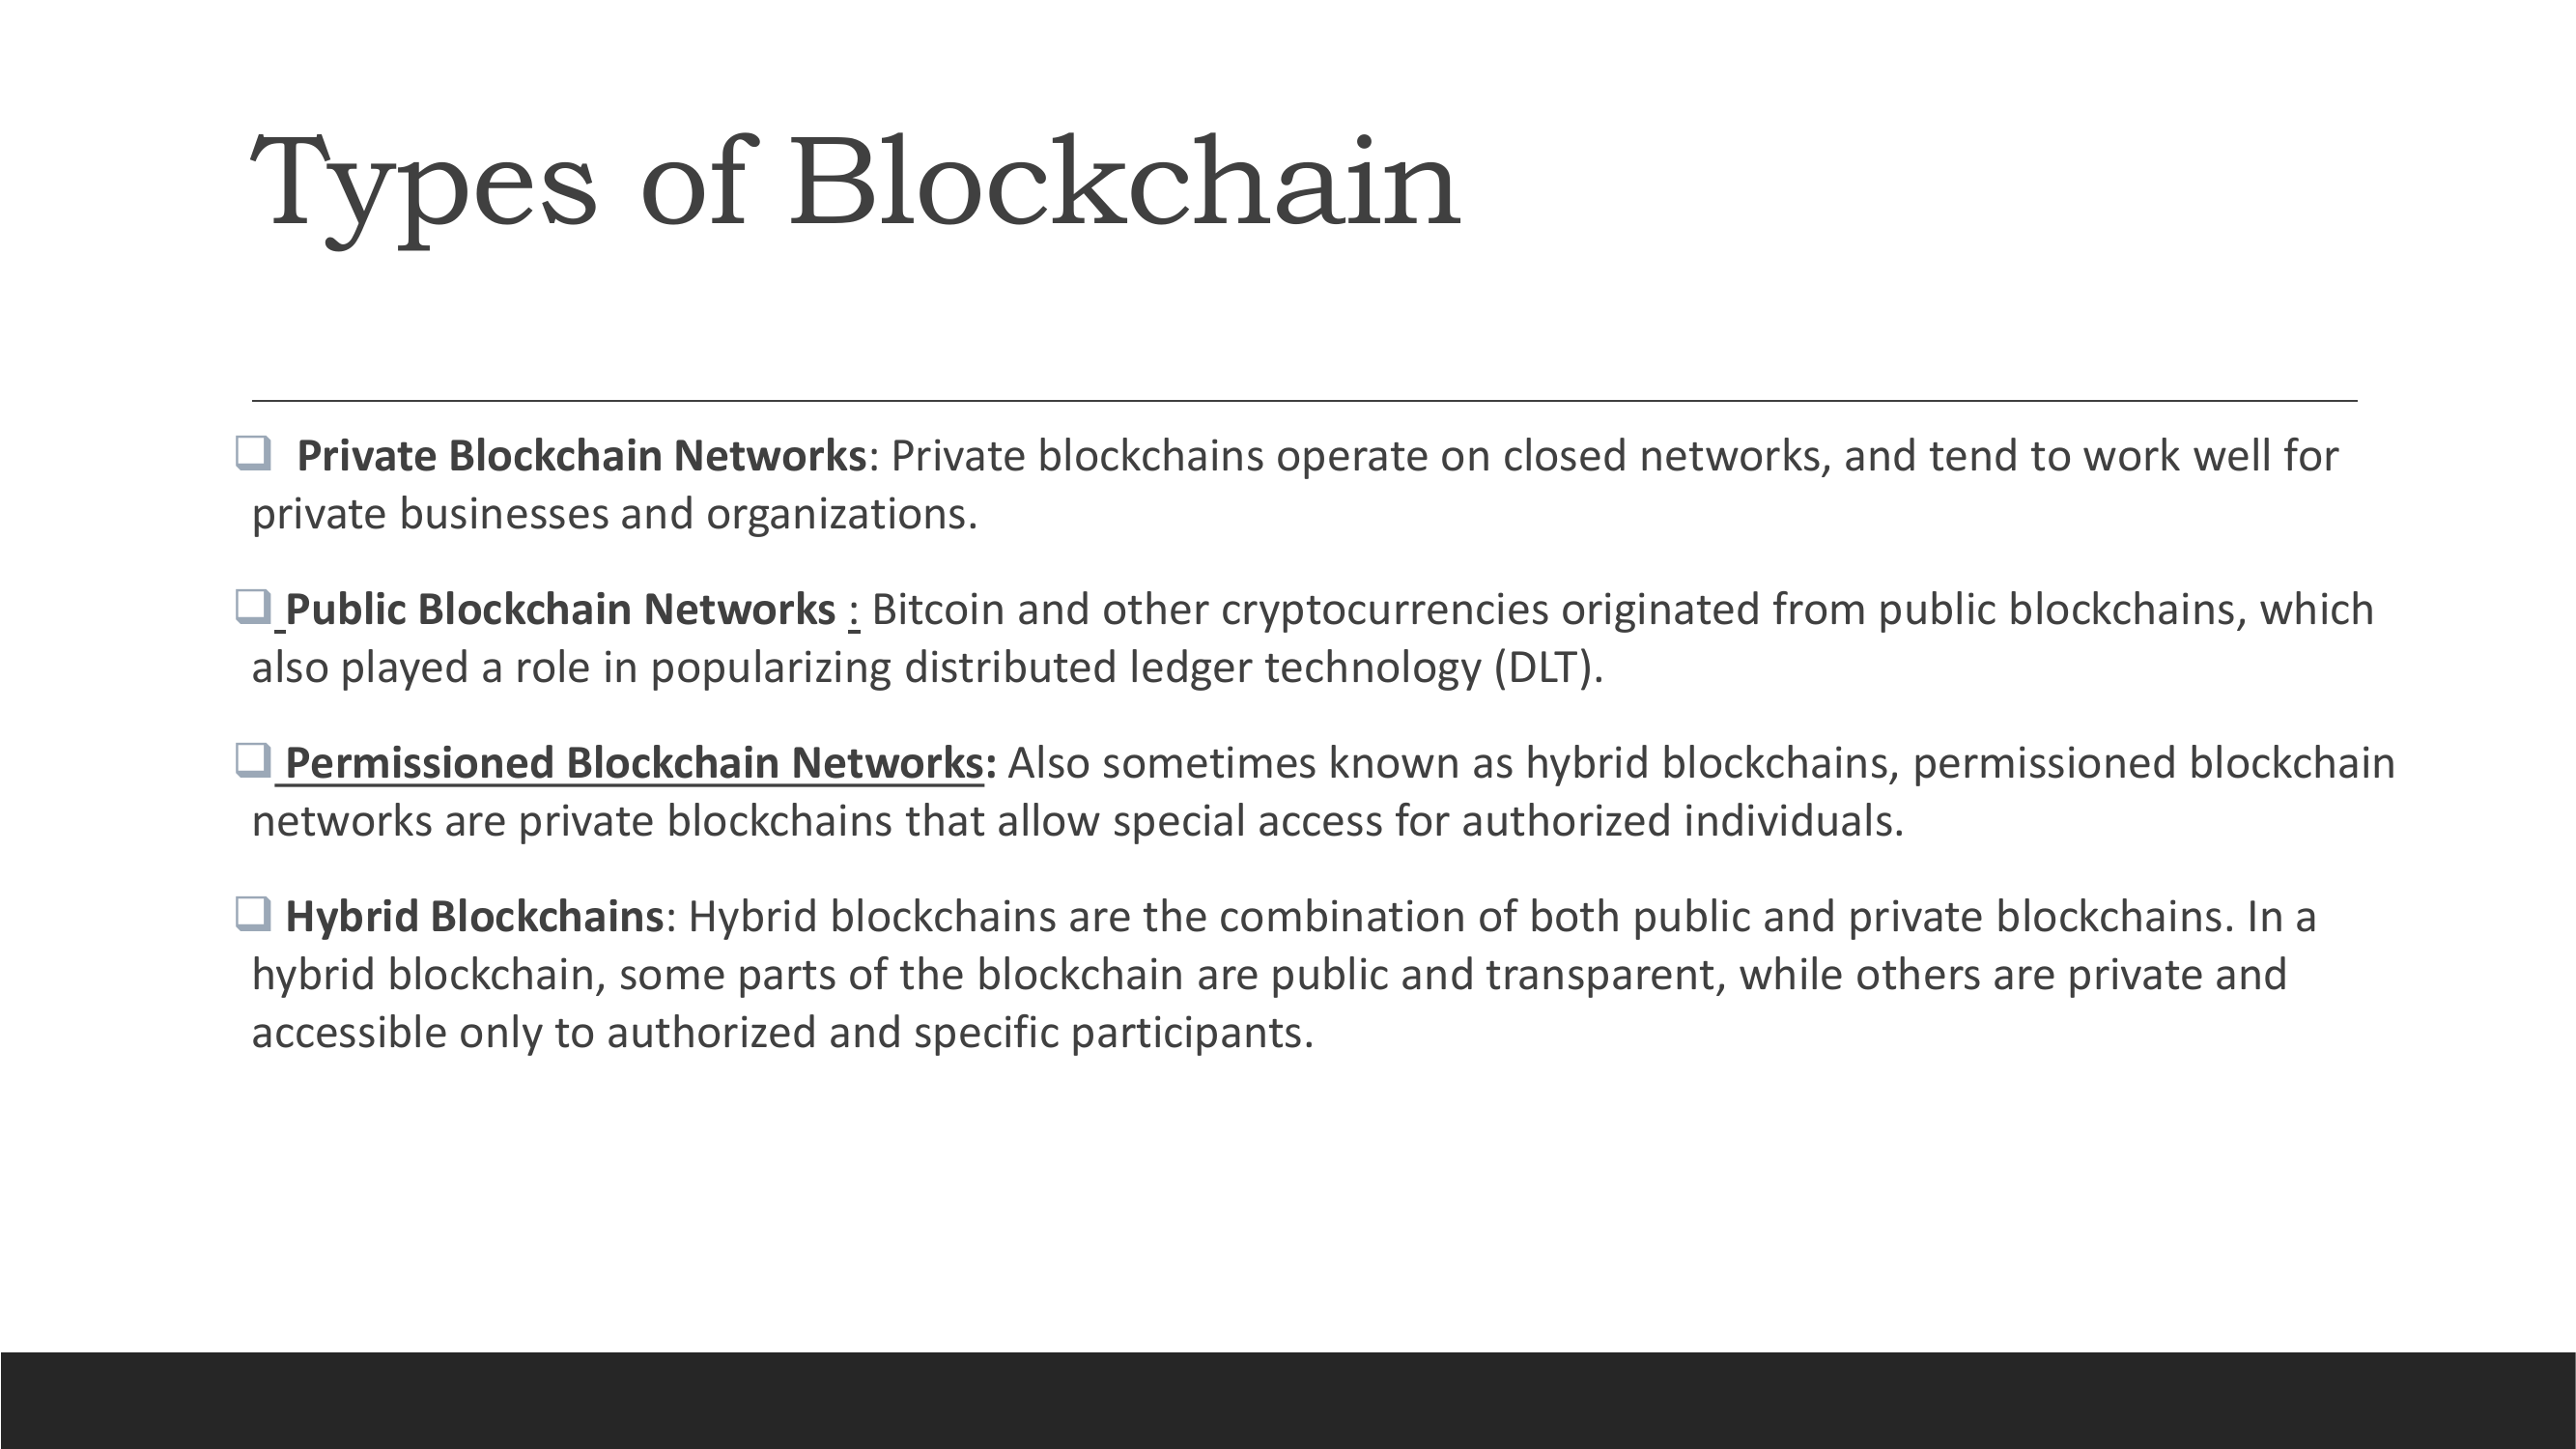 Types of Blockchain
❑ Private Blockchain Networks: Private blockchains operate on closed networks, and tend to work well for
private businesses and organizations.
❑ Public Blockchain Networks : Bitcoin and other cryptocurrencies originated from public blockchains, which
also played a role in popularizing distributed ledger technology (DLT).
❑ Permissioned Blockchain Networks: Also sometimes known as hybrid blockchains, permissioned blockchain
networks are private blockchains that allow special access for authorized individuals.
❑ Hybrid Blockchains: Hybrid blockchains are the combination of both public and private blockchains. In a
hybrid blockchain, some parts of the blockchain are public and transparent, while others are private and
accessible only to authorized and specific participants.